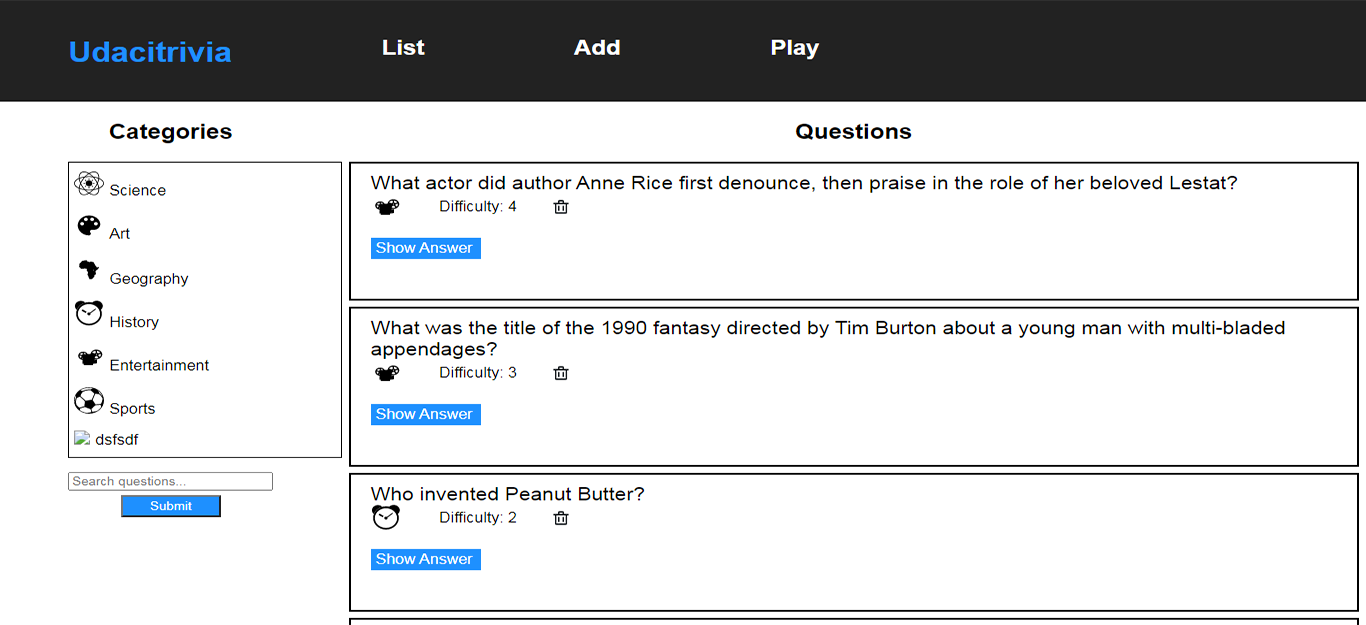 Udacitrivia
List
Add
Play
Categories
Science
Art
Geography
History
Entertainment
Sports
dsfsdf
Search questions...
Submit
Questions
What actor did author Anne Rice first denounce, then praise in the role of her beloved Lestat?
Difficulty: 4
Show Answer
What was the title of the 1990 fantasy directed by Tim Burton about a young man with multi-bladed
appendages?
Difficulty: 3
Show Answer
Who invented Peanut Butter?
Difficulty: 2
Show Answer